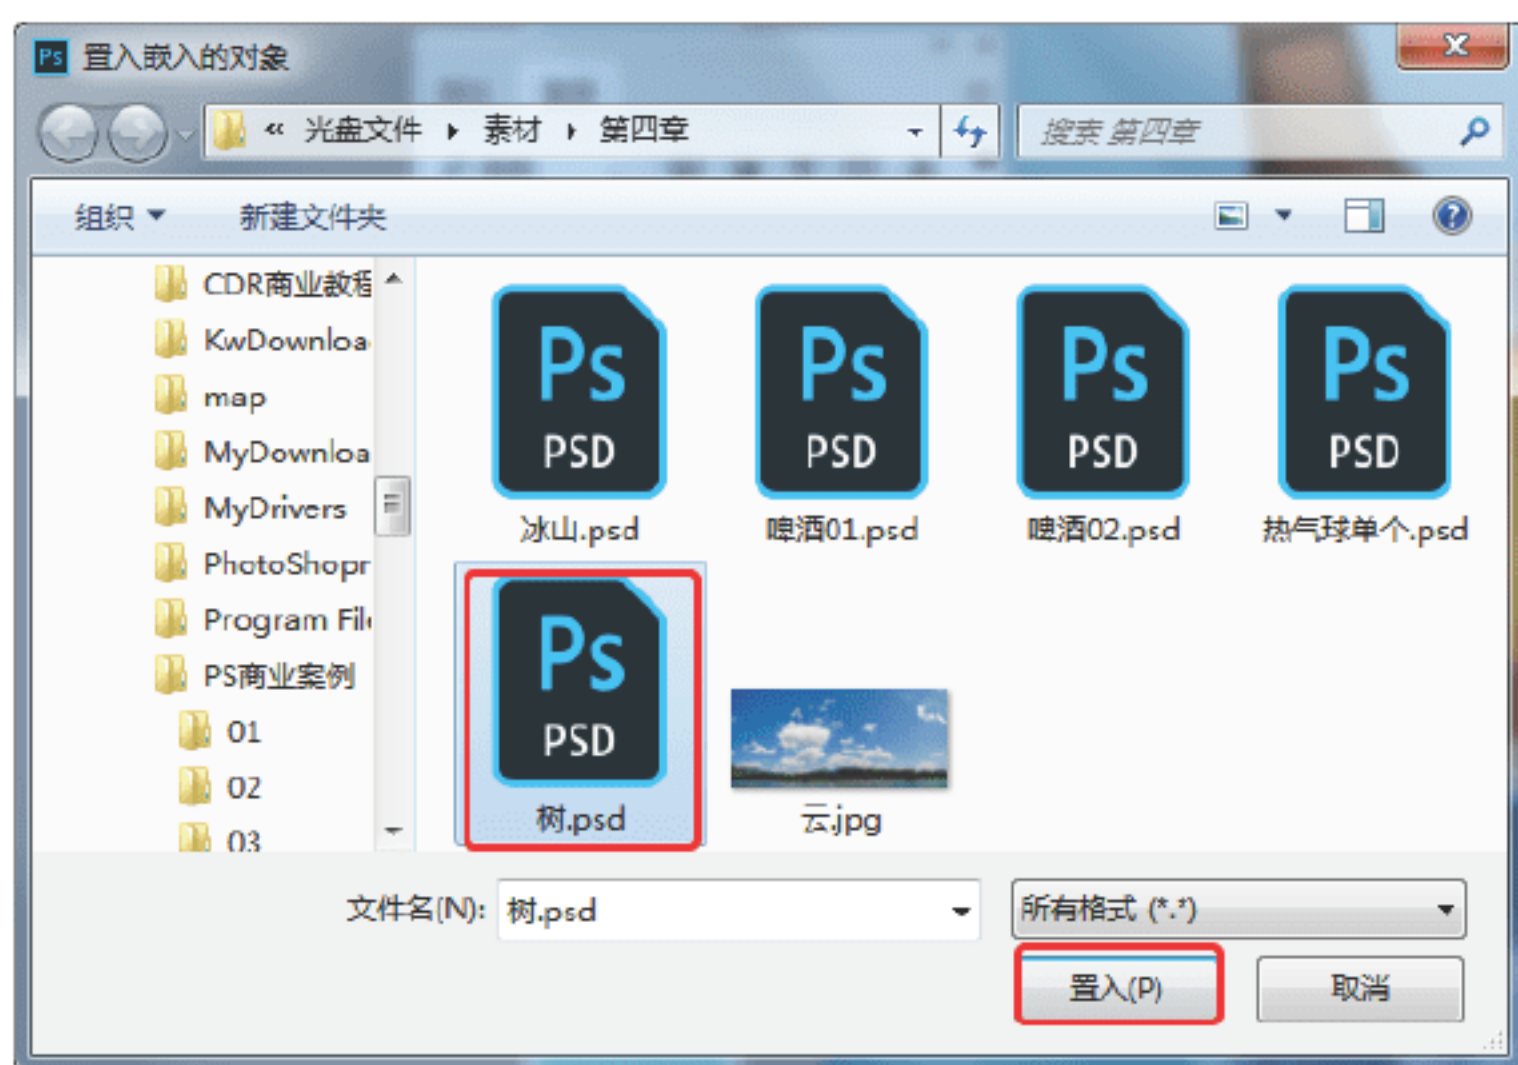 Ps 置入嵌入的对象
« 光盘文件 素材 第四章
搜索 第四章
组织 新建文件夹
CDR商业教程
KwDownloa
map
MyDownloa
MyDrivers
PhotoShopr
Program File
PS商业案例
01
02
03
Ps PSD
冰山.psd
Ps PSD
啤酒01.psd
Ps PSD
啤酒02.psd
Ps PSD
热气球单个.psd
Ps PSD
树.psd
云.jpg
文件名(N): 树.psd
所有格式 (*.*)
置入(P) 取消